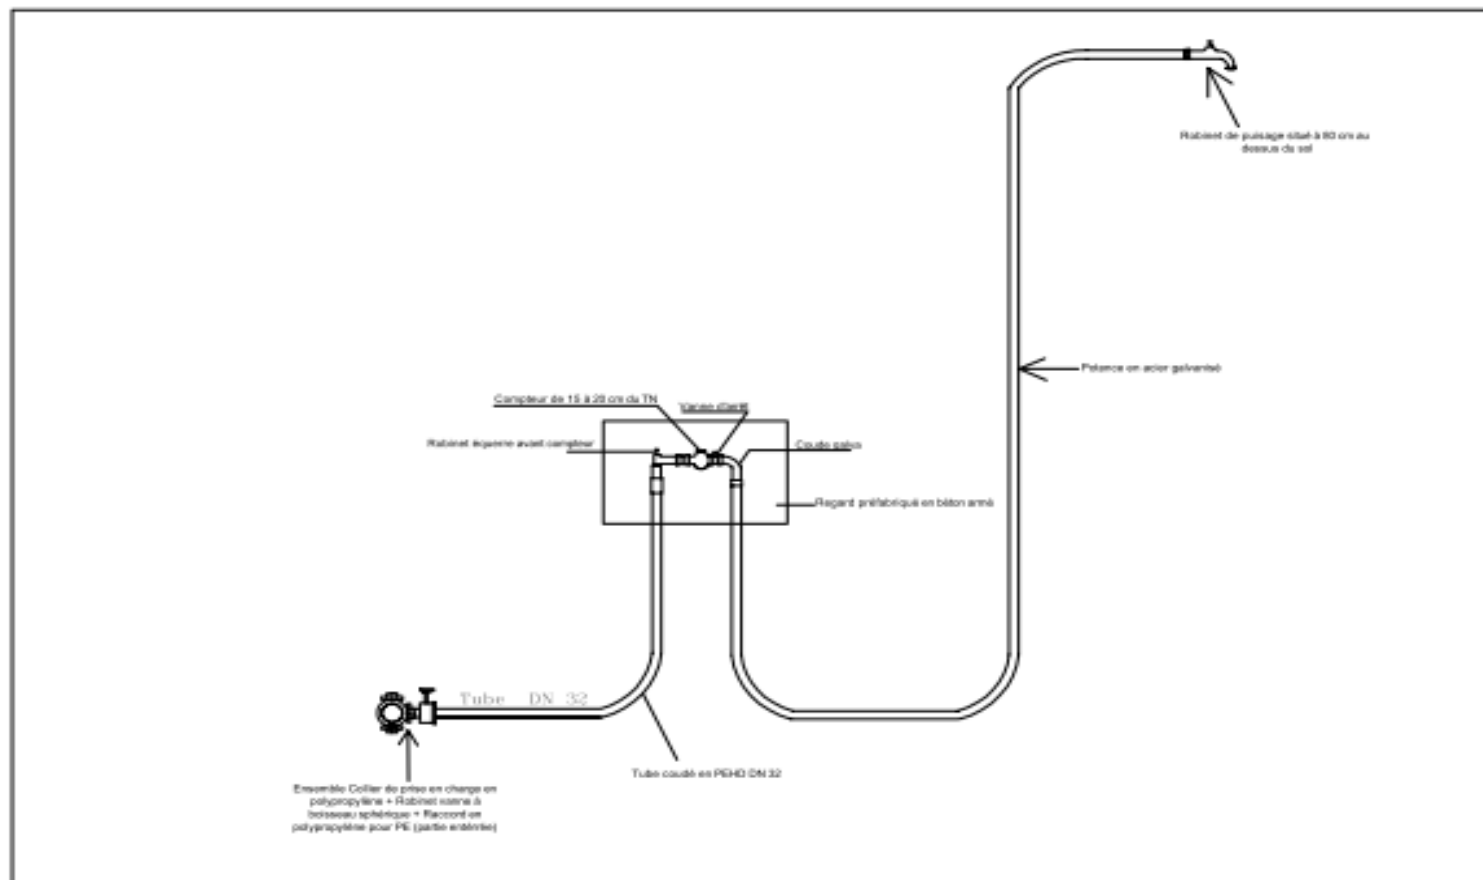 Robinet de puisage situé à 80 cm au
dessus du sol
Potence en acier galvanisé
Compteur de 15 à 20 cm du TN
Vanne d'arrêt
Robinet équerre avant compteur
Coude galva
Regard préfabriqué en béton armé
Tube DN 32
Tube coudé en PEHD DN 32
Ensemble Collier de prise en charge en
polypropylène + Robinet vanne à
boisseau sphérique + Raccord en
polypropylène pour PE (partie entérrée)